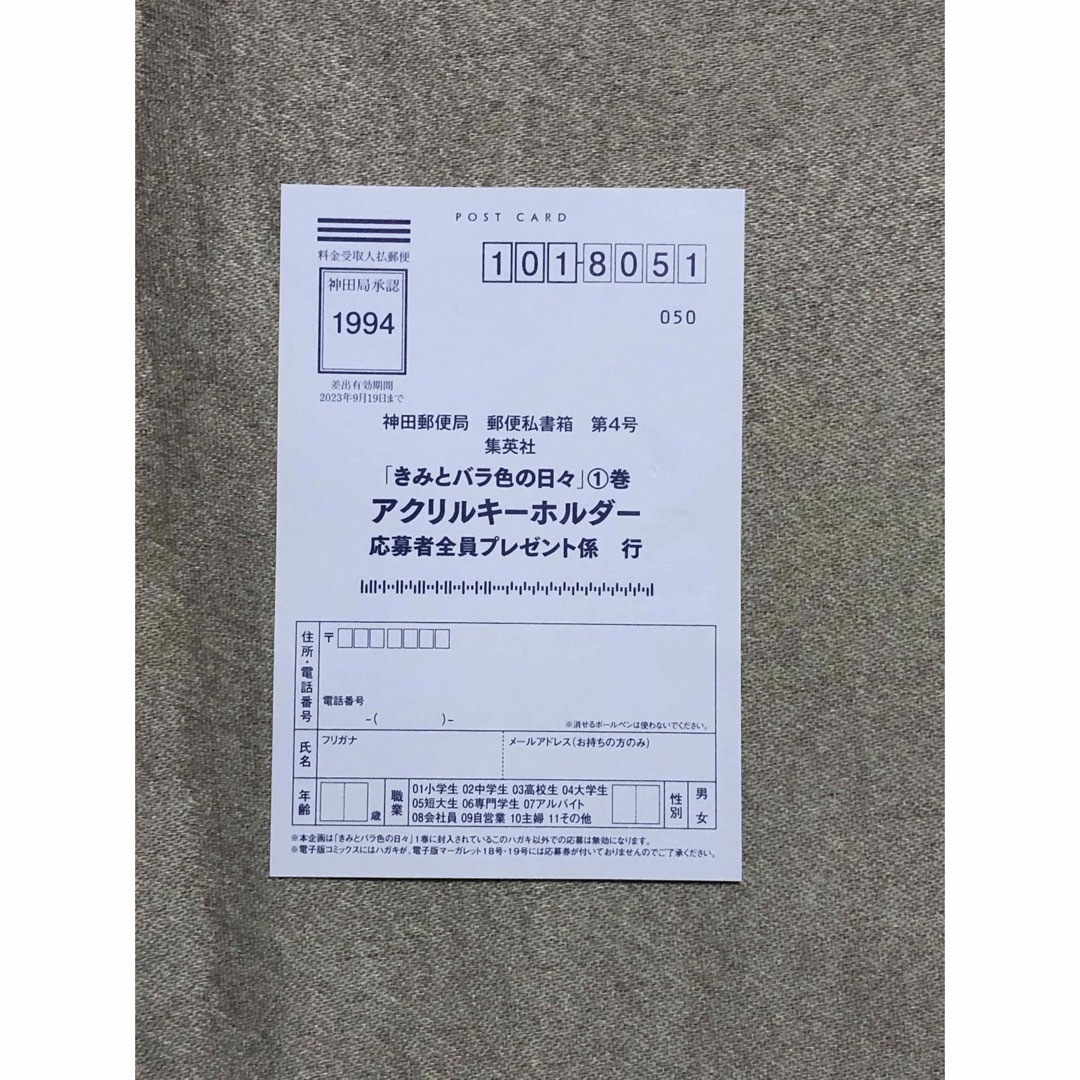 POST CARD
料金受取人払郵便
1018051
神田局承認
1994
050
差出有効期間
2023年9月19日まで
神田郵便局 郵便私書箱 第4号
集英社
「きみとバラ色の日々」①巻
アクリルキーホルダー
応募者全員プレゼント係 行
住所・電話番号
〒
電話番号
-( )-
※消せるボールペンは使わないでください。
氏名
フリガナ
メールアドレス(お持ちの方のみ)
年齢
歳
職業
01小学生 02中学生 03高校生 04大学生
05短大生 06専門学生 07アルバイト
08会社員 09自営業 10主婦 11その他
性別
男
女
※本企画は「きみとバラ色の日々」1巻に封入されているこのハガキ以外での応募は無効になります。
※電子版コミックスにはハガキが、電子版マーガレット18号・19号には応募券が付いておりませんのでご了承ください。